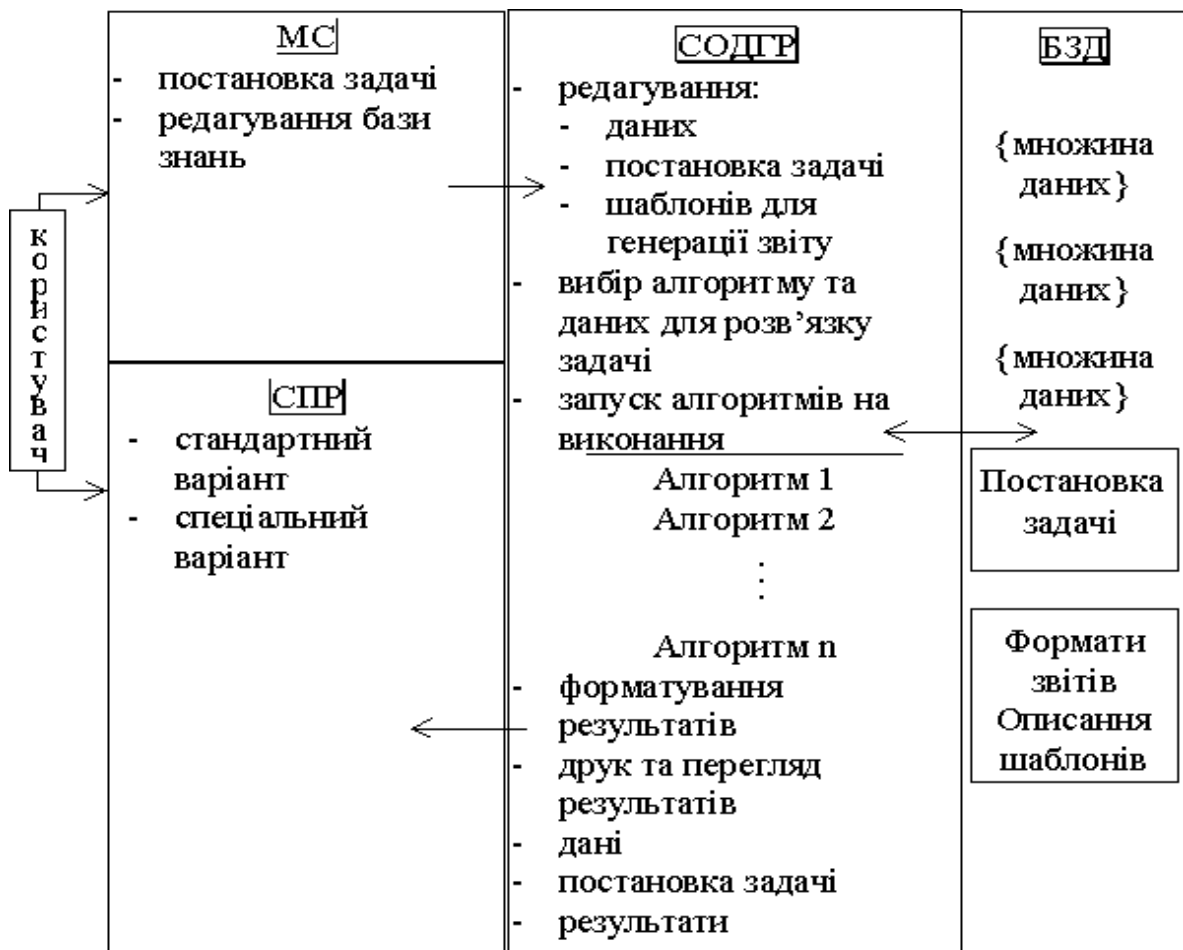 користувач
МС
- постановка задачі
- редагування бази
знань
СПР
- стандартний
варіант
- спеціальний
варіант
СОДГР
- редагування:
- даних
- постановка задачі
- шаблонів для
генерації звіту
- вибір алгоритму та
даних для розв’язку
задачі
- запуск алгоритмів на
виконання
Алгоритм 1
Алгоритм 2
⋮
Алгоритм n
- форматування
результатів
- друк та перегляд
результатів
- дані
- постановка задачі
- результати
БЗД
{множина
даних}
{множина
даних}
{множина
даних}
Постановка
задачі
Формати
звітів
Описання
шаблонів